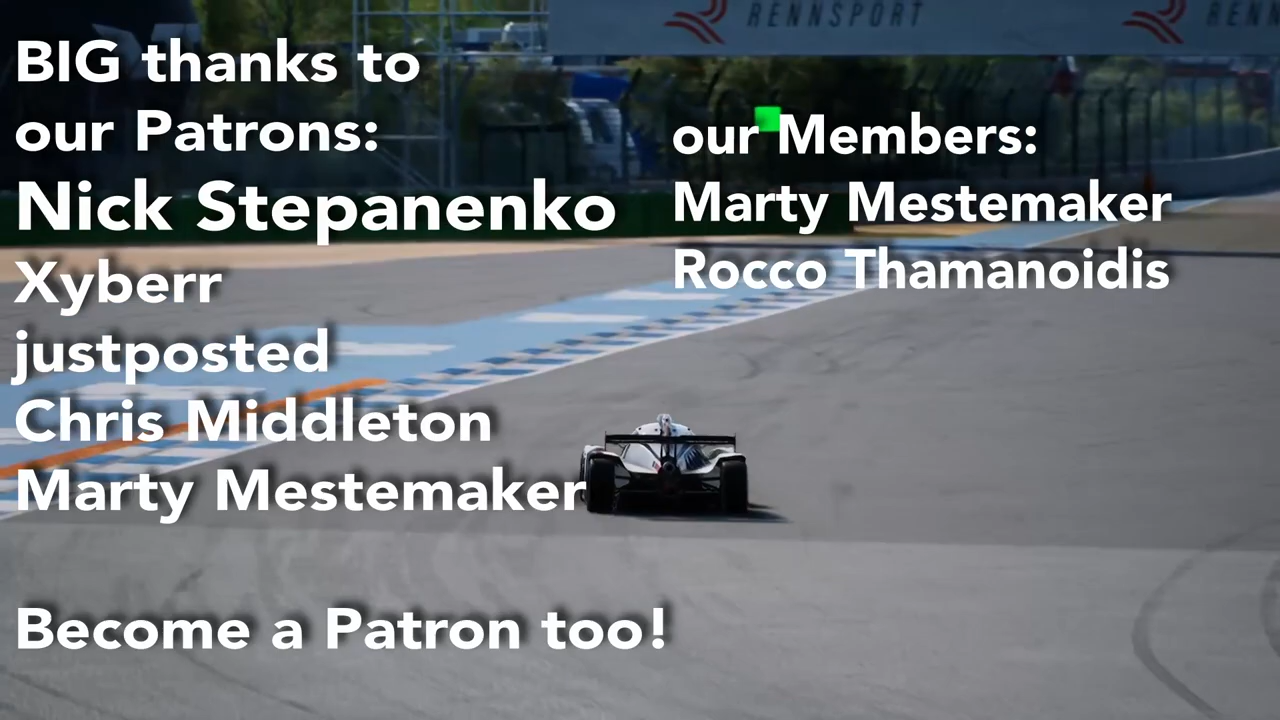 RENNSPORT
RENN
BIG thanks to
our Patrons:
Nick Stepanenko
Xyberr
justposted
Chris Middleton
Marty Mestemaker
Become a Patron too!
our Members:
Marty Mestemaker
Rocco Thamanoidis